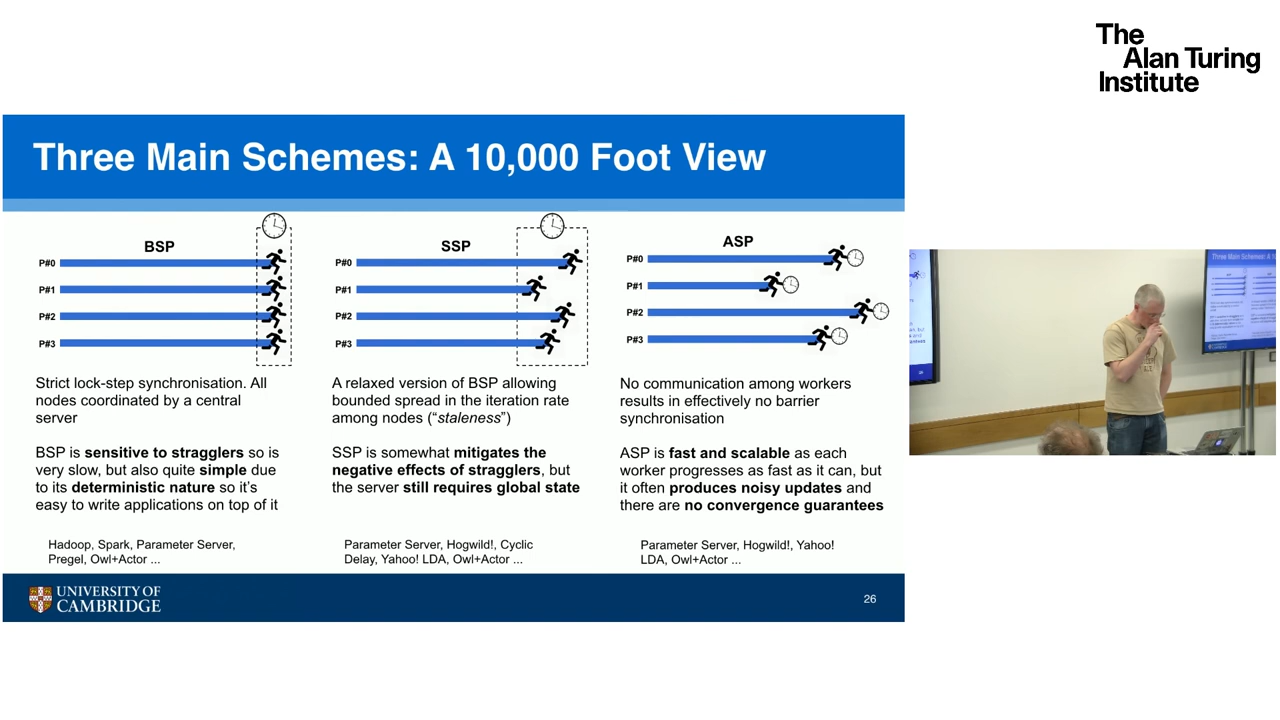 The
Alan Turing
Institute
Three Main Schemes: A 10,000 Foot View
BSP
P#0
P#1
P#2
P#3
Strict lock-step synchronisation. All
nodes coordinated by a central
server
BSP is sensitive to stragglers so is
very slow, but also quite simple due
to its deterministic nature so it's
easy to write applications on top of it
Hadoop, Spark, Parameter Server,
Pregel, Owl+Actor ...
SSP
P#0
P#1
P#2
P#3
A relaxed version of BSP allowing
bounded spread in the iteration rate
among nodes (“staleness”)
SSP is somewhat mitigates the
negative effects of stragglers, but
the server still requires global state
Parameter Server, Hogwild!, Cyclic
Delay, Yahoo! LDA, Owl+Actor ...
ASP
P#0
P#1
P#2
P#3
No communication among workers
results in effectively no barrier
synchronisation
ASP is fast and scalable as each
worker progresses as fast as it can, but
it often produces noisy updates and
there are no convergence guarantees
Parameter Server, Hogwild!, Yahoo!
LDA, Owl+Actor ...
UNIVERSITY OF
CAMBRIDGE
26
Three Main Schemes: A 10